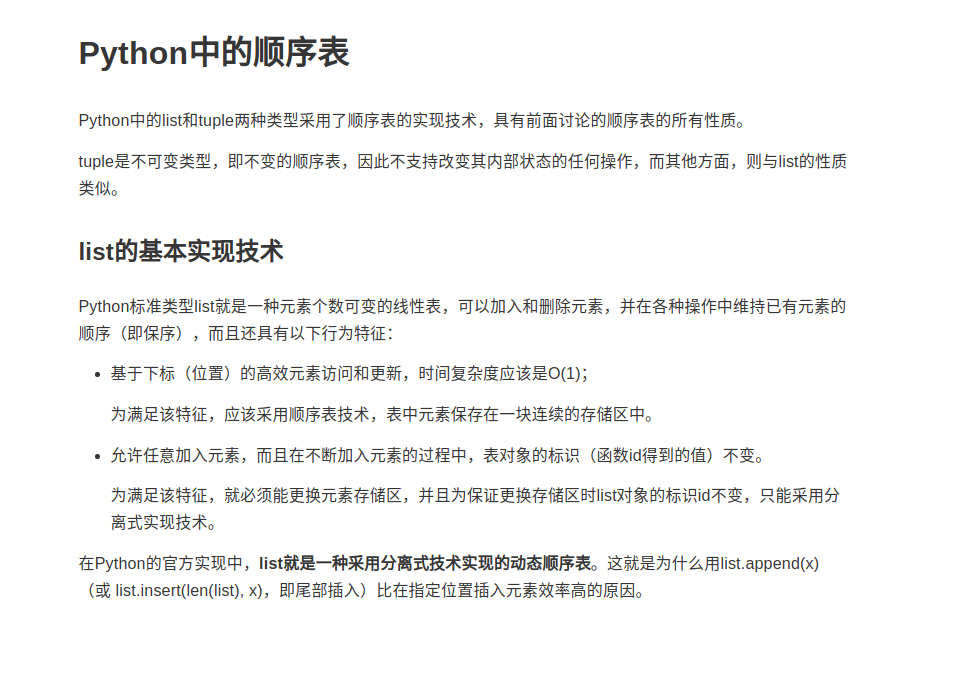 Python中的顺序表
Python中的list和tuple两种类型采用了顺序表的实现技术，具有前面讨论的顺序表的所有性质。
tuple是不可变类型，即不变的顺序表，因此不支持改变其内部状态的任何操作，而其他方面，则与list的性质
类似。
list的基本实现技术
Python标准类型list就是一种元素个数可变的线性表，可以加入和删除元素，并在各种操作中维持已有元素的
顺序（即保序），而且还具有以下行为特征：
• 基于下标（位置）的高效元素访问和更新，时间复杂度应该是O(1)；
为满足该特征，应该采用顺序表技术，表中元素保存在一块连续的存储区中。
• 允许任意加入元素，而且在不断加入元素的过程中，表对象的标识（函数id得到的值）不变。
为满足该特征，就必须能更换元素存储区，并且为保证更换存储区时list对象的标识id不变，只能采用分
离式实现技术。
在Python的官方实现中，list就是一种采用分离式技术实现的动态顺序表。这就是为什么用list.append(x)
（或 list.insert(len(list), x)，即尾部插入）比在指定位置插入元素效率高的原因。